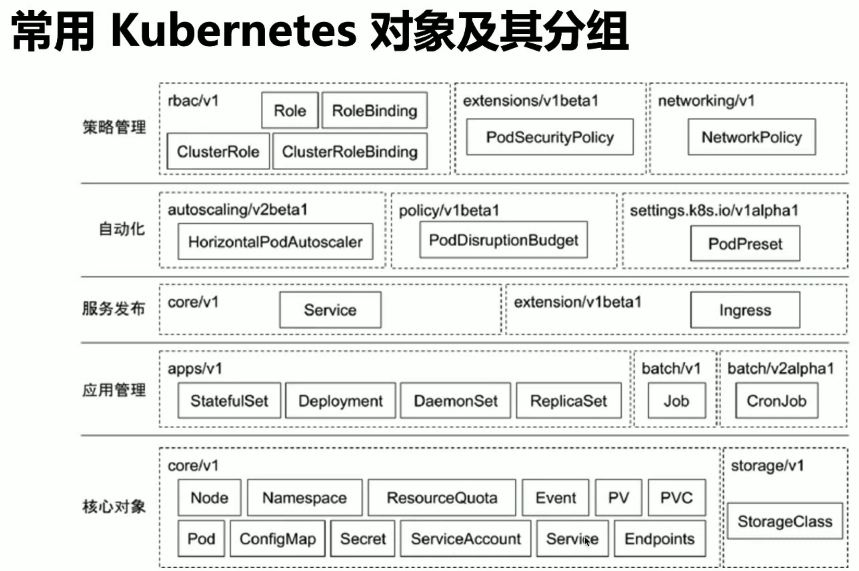 常用 Kubernetes 对象及其分组
策略管理
rbac/v1
Role
RoleBinding
ClusterRole
ClusterRoleBinding
extensions/v1beta1
PodSecurityPolicy
networking/v1
NetworkPolicy
自动化
autoscaling/v2beta1
HorizontalPodAutoscaler
policy/v1beta1
PodDisruptionBudget
settings.k8s.io/v1alpha1
PodPreset
服务发布
core/v1
Service
extension/v1beta1
Ingress
应用管理
apps/v1
StatefulSet
Deployment
DaemonSet
ReplicaSet
batch/v1
Job
batch/v2alpha1
CronJob
核心对象
core/v1
Node
Namespace
ResourceQuota
Event
PV
PVC
Pod
ConfigMap
Secret
ServiceAccount
Service
Endpoints
storage/v1
StorageClass